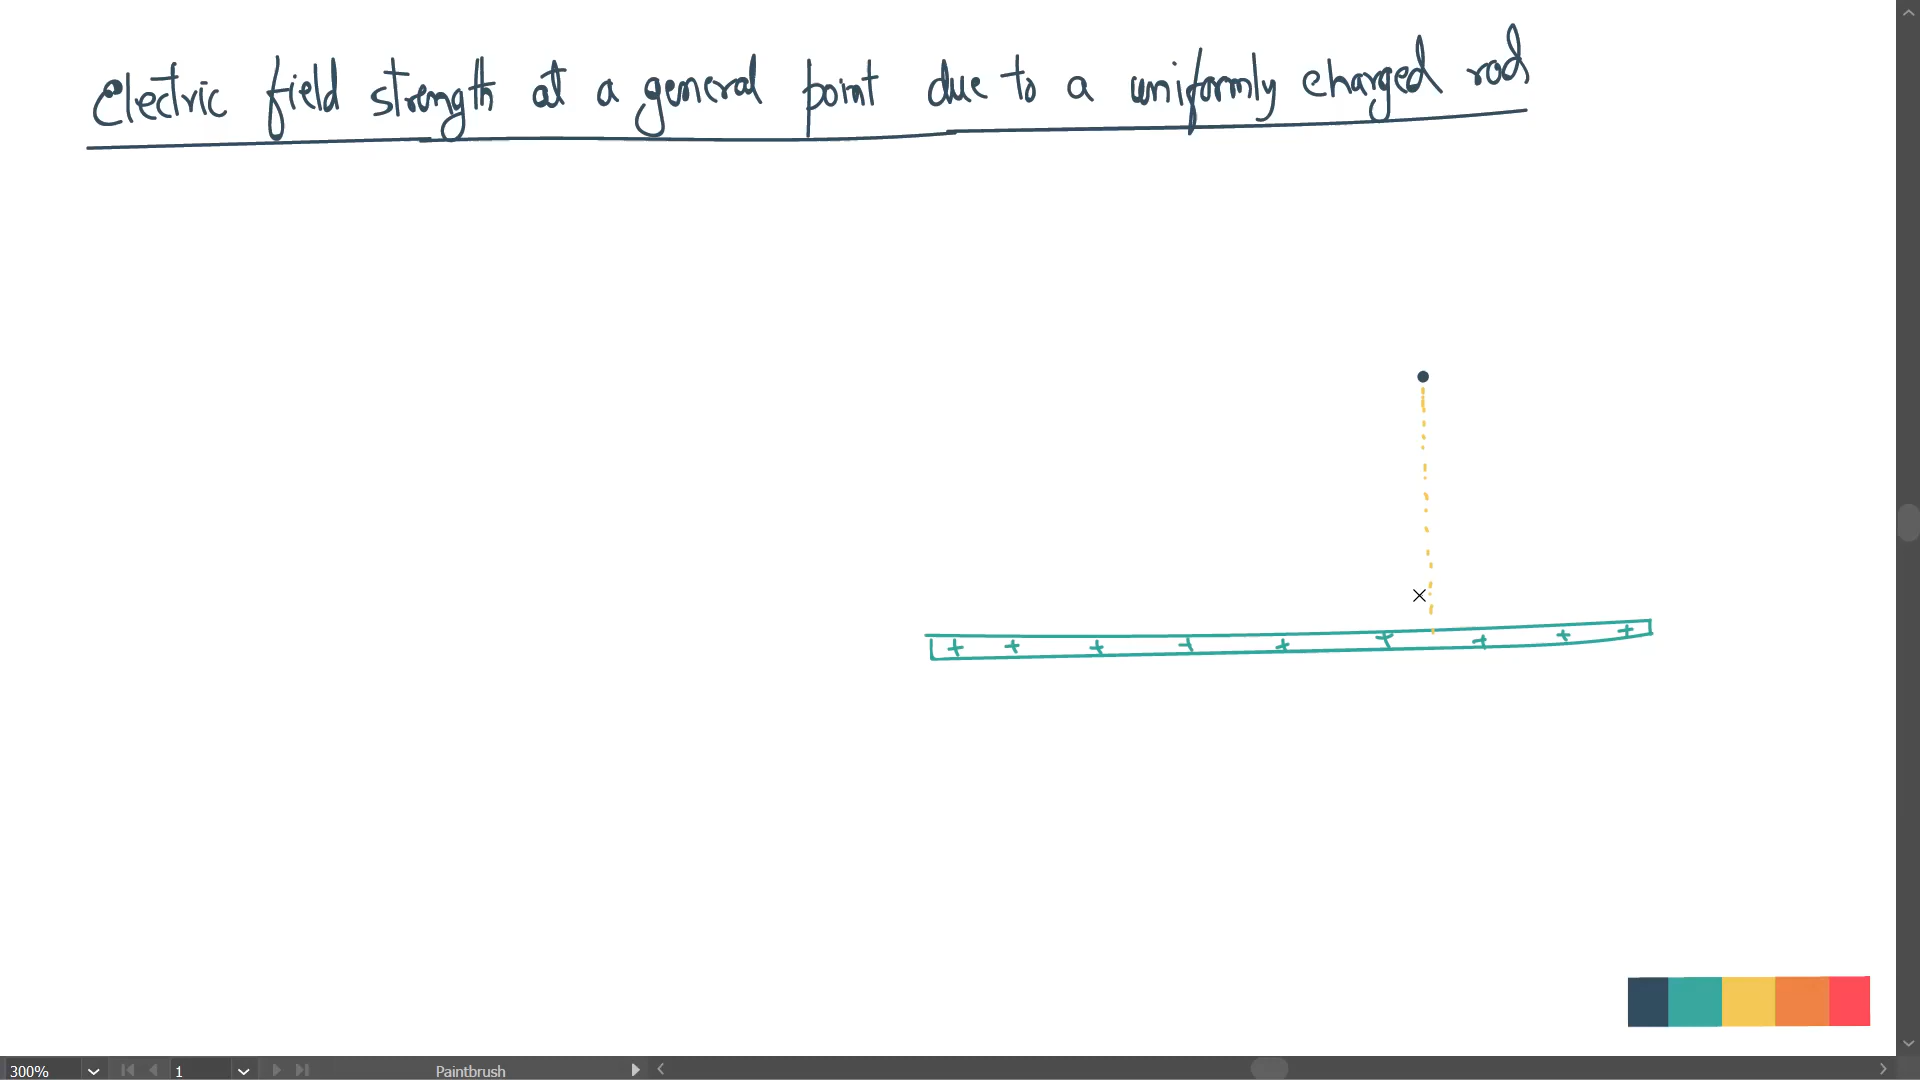 Electric field strength at a general point due to a uniformly charged rod
+ + + + + + + + +
300%
1
Paintbrush